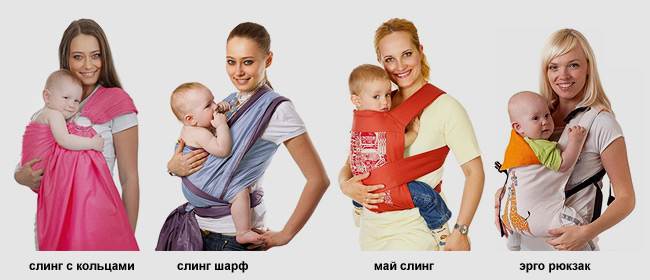 слинг с кольцами
слинг шарф
май слинг
эрго рюкзак